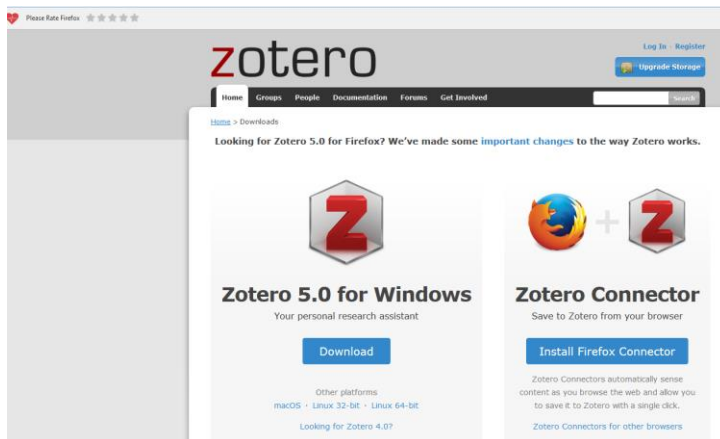 Please Rate Firefox
zotero
Log In · Register
Upgrade Storage
Home Groups People Documentation Forums Get Involved
Search
Home > Downloads
Looking for Zotero 5.0 for Firefox? We've made some important changes to the way Zotero works.
Z
+ Z
Zotero 5.0 for Windows
Your personal research assistant
Download
Other platforms
macOS · Linux 32-bit · Linux 64-bit
Looking for Zotero 4.0?
Zotero Connector
Save to Zotero from your browser
Install Firefox Connector
Zotero Connectors automatically sense
content as you browse the web and allow you
to save it to Zotero with a single click.
Zotero Connectors for other browsers